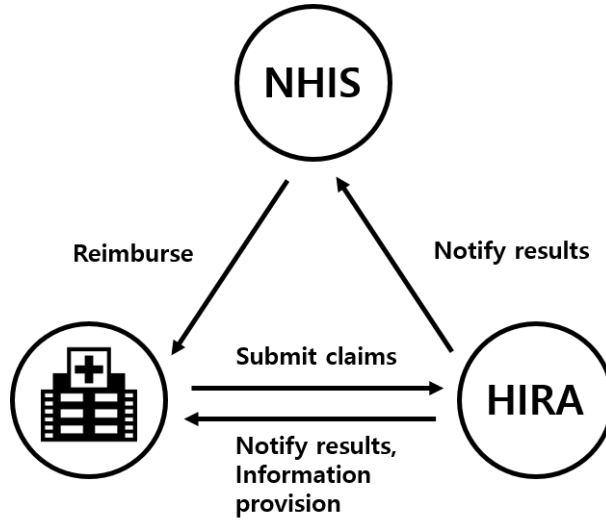 NHIS
Reimburse
Notify results
Submit claims
HIRA
Notify results,
Information
provision